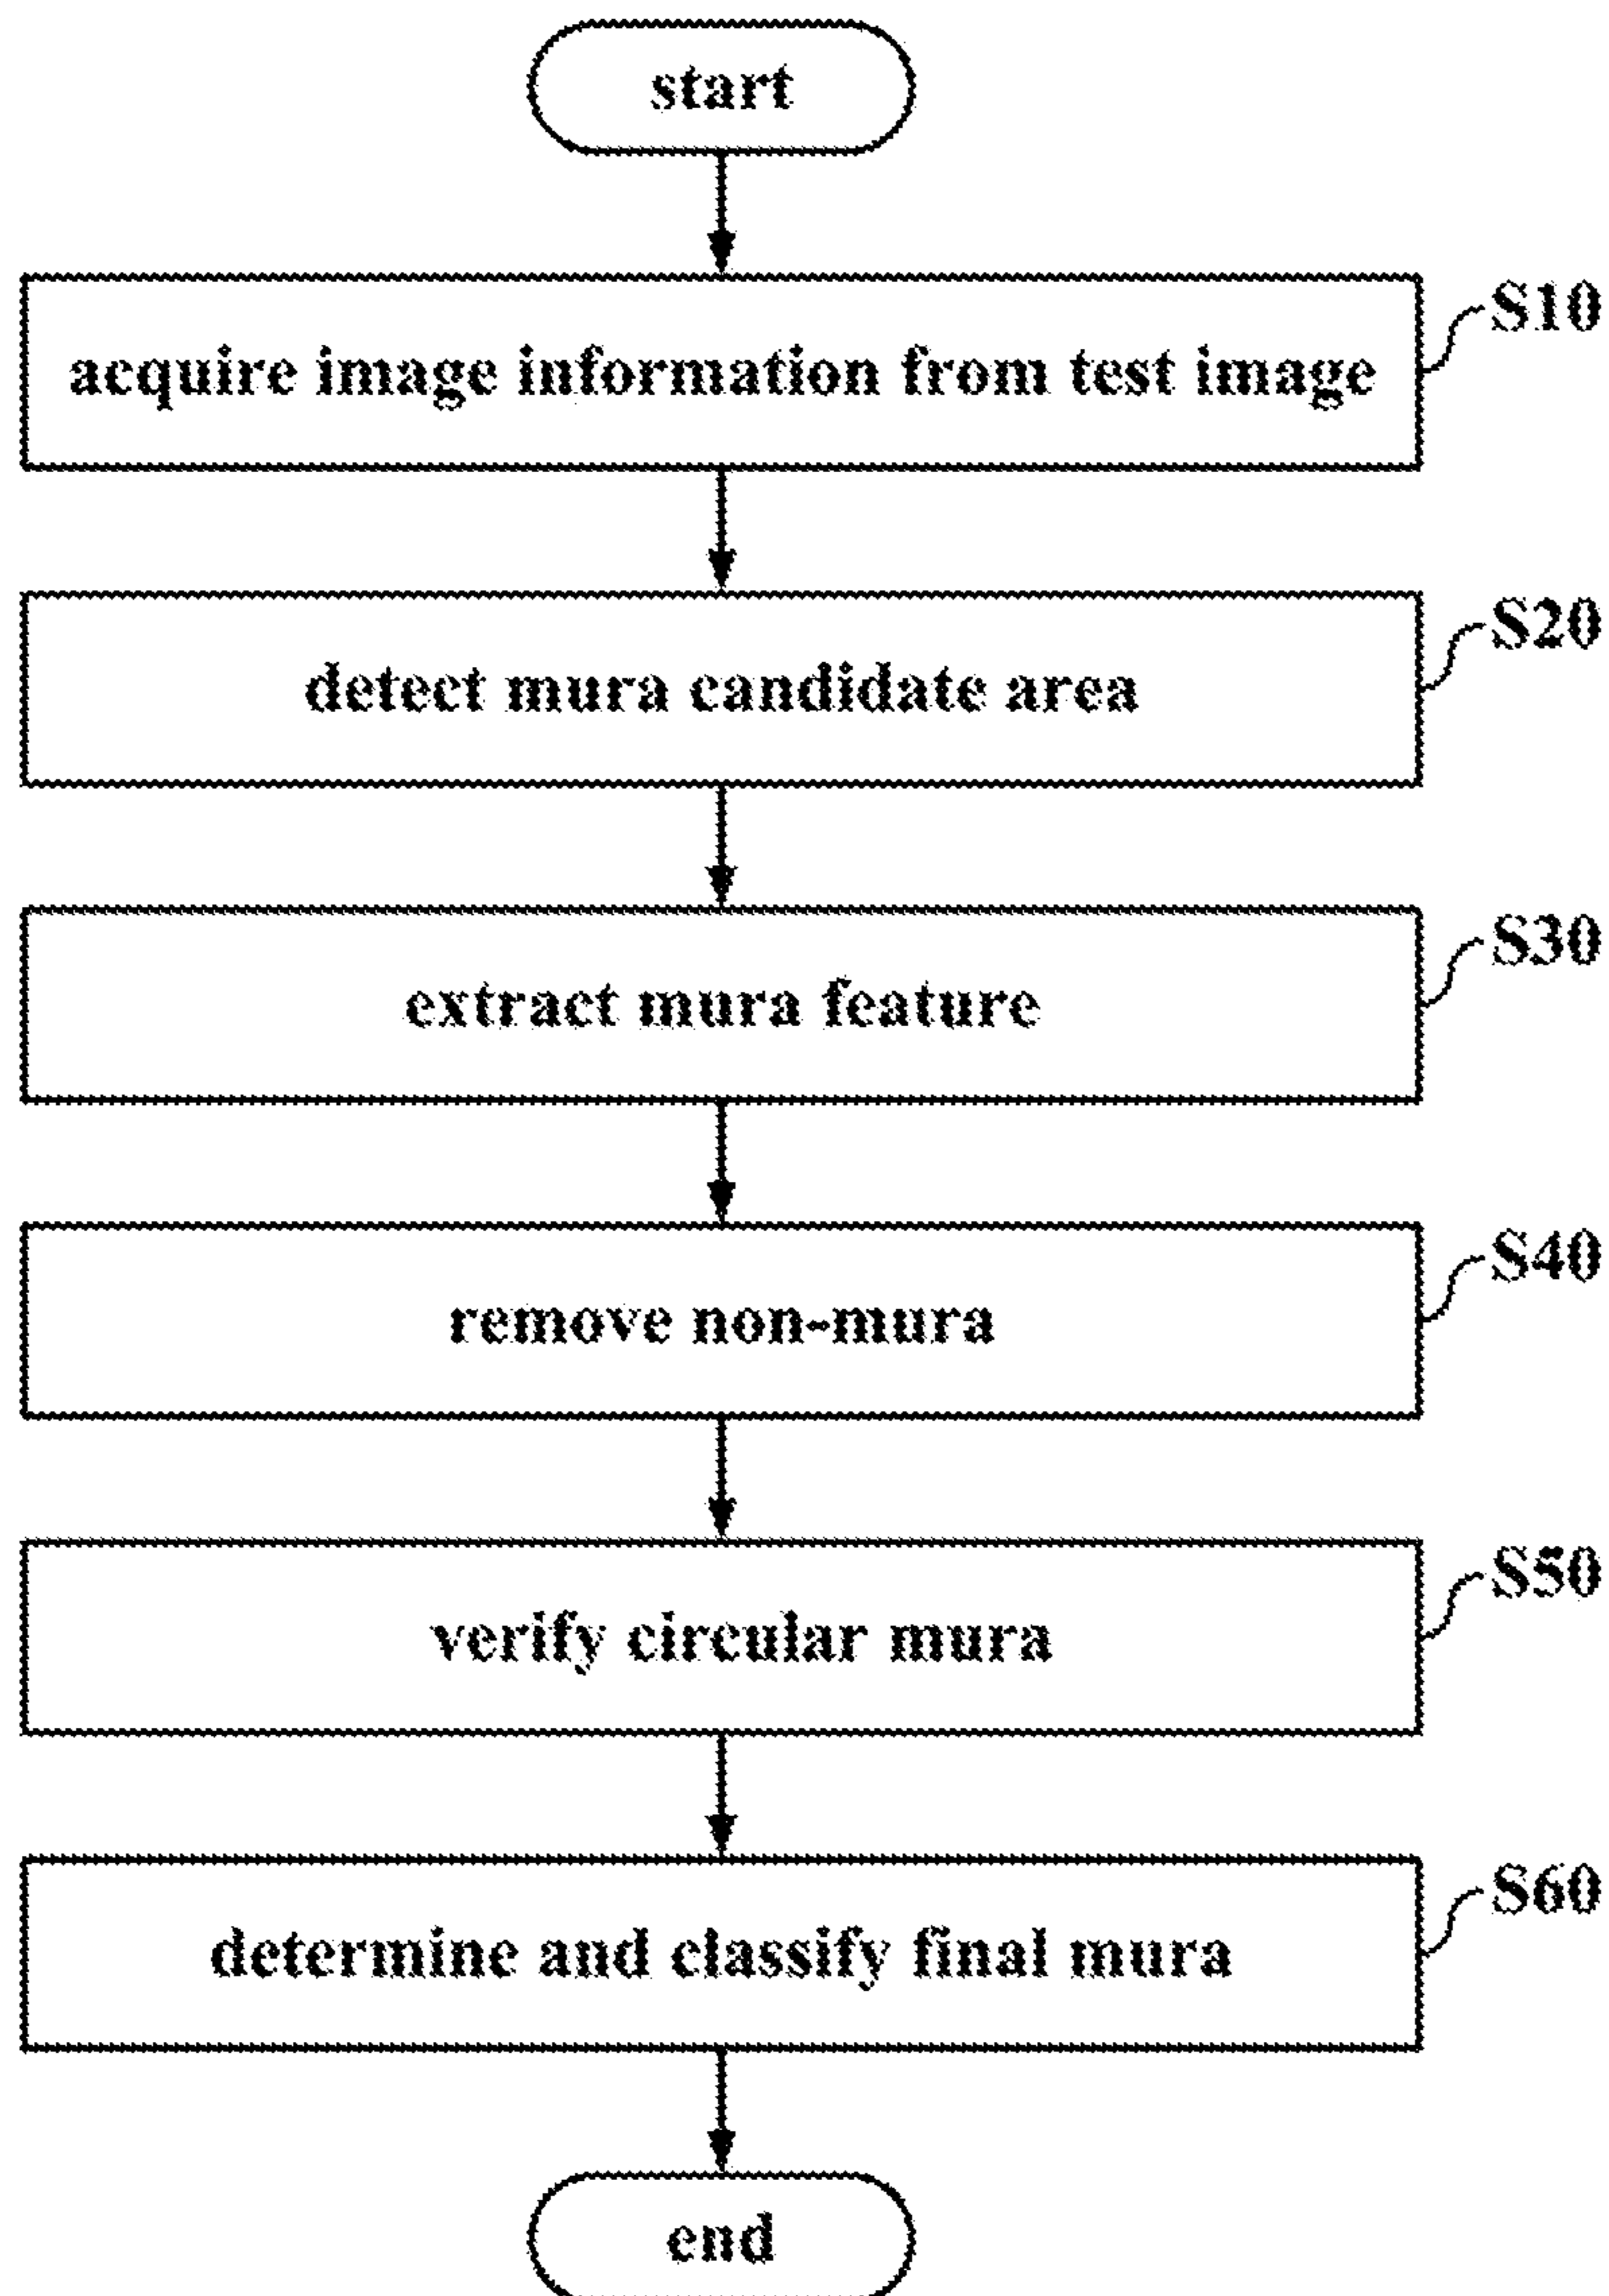 start
acquire image information from test image
S10
detect mura candidate area
S20
extract mura feature
S30
remove non-mura
S40
verify circular mura
S50
determine and classify final mura
S60
end